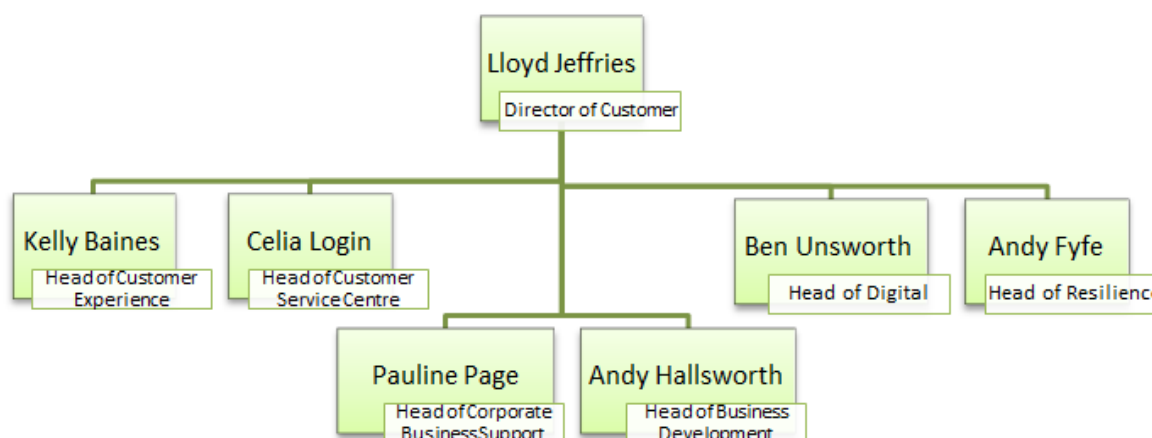 Lloyd Jeffries
Director of Customer
Kelly Baines
Head of Customer
Experience
Celia Login
Head of Customer
Service Centre
Ben Unsworth
Head of Digital
Andy Fyfe
Head of Resilience
Pauline Page
Head of Corporate
Business Support
Andy Hallsworth
Head of Business
Development